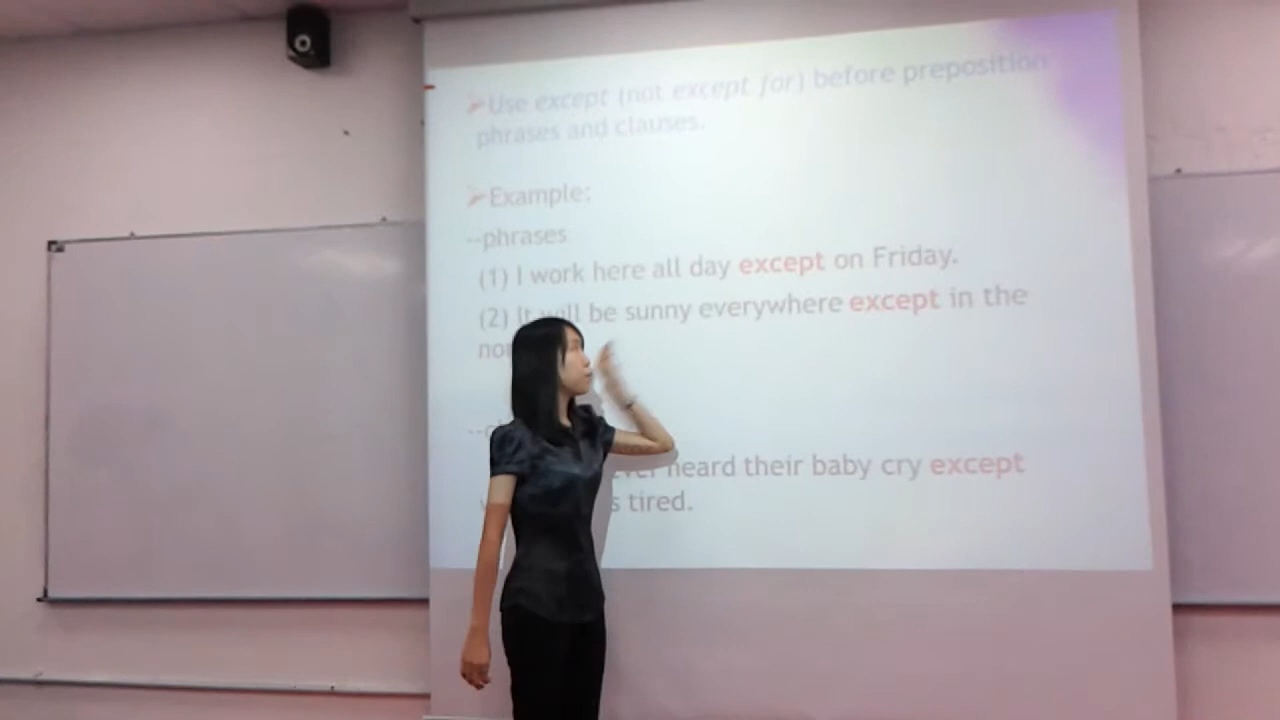 ➤Use except (not except for) before preposition
phrases and clauses.
➤Example:
--phrases
(1) I work here all day except on Friday.
(2) It will be sunny everywhere except in the
heard their baby cry except
tired.